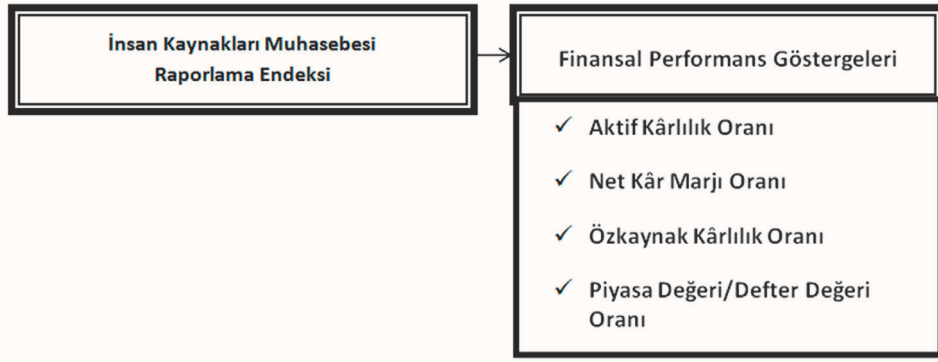 İnsan Kaynakları Muhasebesi
Raporlama Endeksi
Finansal Performans Göstergeleri
✓ Aktif Kârlılık Oranı
✓ Net Kâr Marjı Oranı
✓ Özkaynak Kârlılık Oranı
✓ Piyasa Değeri/Defter Değeri
Oranı